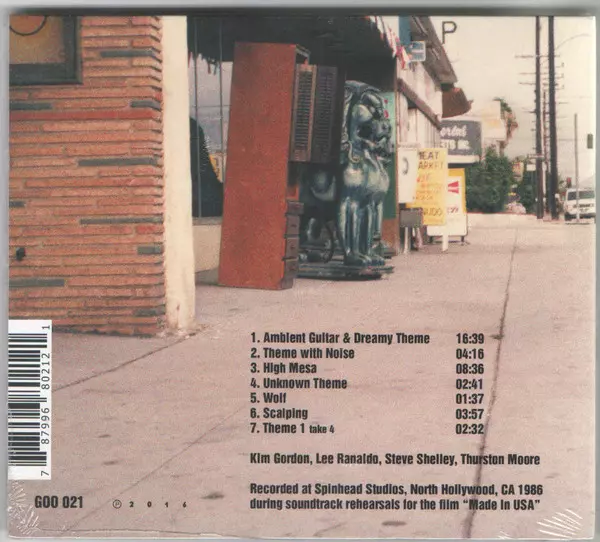 P
MEAT
MARKET
1. Ambient Guitar & Dreamy Theme 16:39
2. Theme with Noise 04:16
3. High Mesa 08:36
4. Unknown Theme 02:41
5. Wolf 01:37
6. Scalping 03:57
7. Theme 1 take 4 02:32
Kim Gordon, Lee Ranaldo, Steve Shelley, Thurston Moore
Recorded at Spinhead Studios, North Hollywood, CA 1986
during soundtrack rehearsals for the film "Made In USA"
7 87996 80212 1
GOO 021 ℗ 2 0 1 6